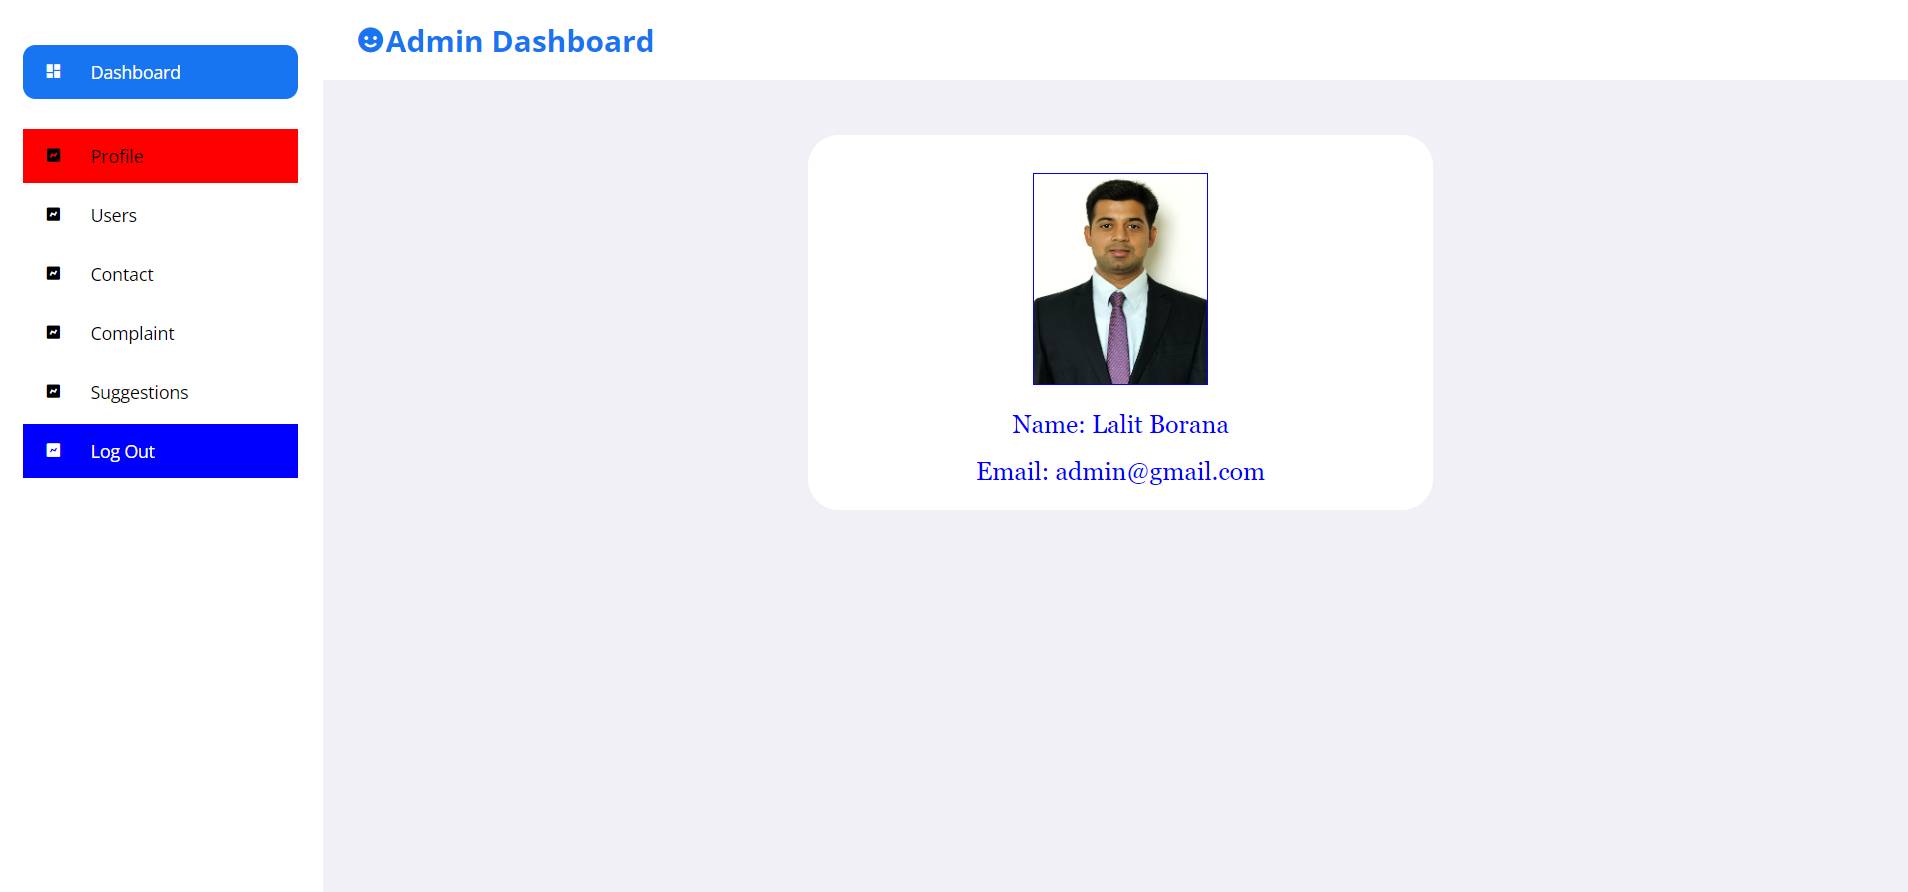 Admin Dashboard
Dashboard
Profile
Users
Contact
Complaint
Suggestions
Log Out
Name: Lalit Borana
Email: admin@gmail.com